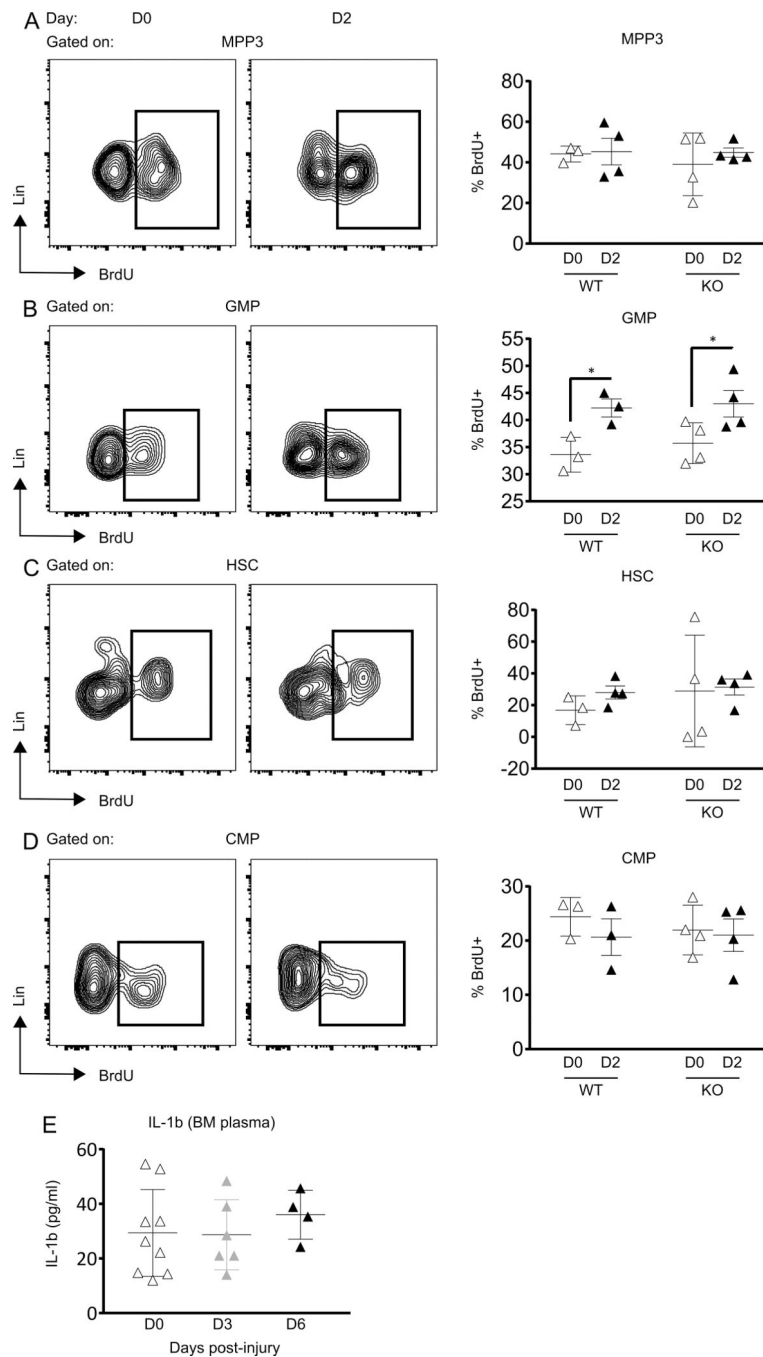 A Day: D0 D2
Gated on: MPP3
Lin
BrdU
MPP3
% BrdU+
80
60
40
20
0
D0 D2 D0 D2
WT KO
B Gated on: GMP
Lin
BrdU
GMP
% BrdU+
55
50
45
40
35
30
25
* *
D0 D2 D0 D2
WT KO
C Gated on: HSC
Lin
BrdU
HSC
% BrdU+
80
60
40
20
0
-20
D0 D2 D0 D2
WT KO
D Gated on: CMP
Lin
BrdU
CMP
% BrdU+
30
20
10
0
D0 D2 D0 D2
WT KO
E IL-1b (BM plasma)
IL-1b (pg/ml)
60
40
20
0
D0 D3 D6
Days post-injury